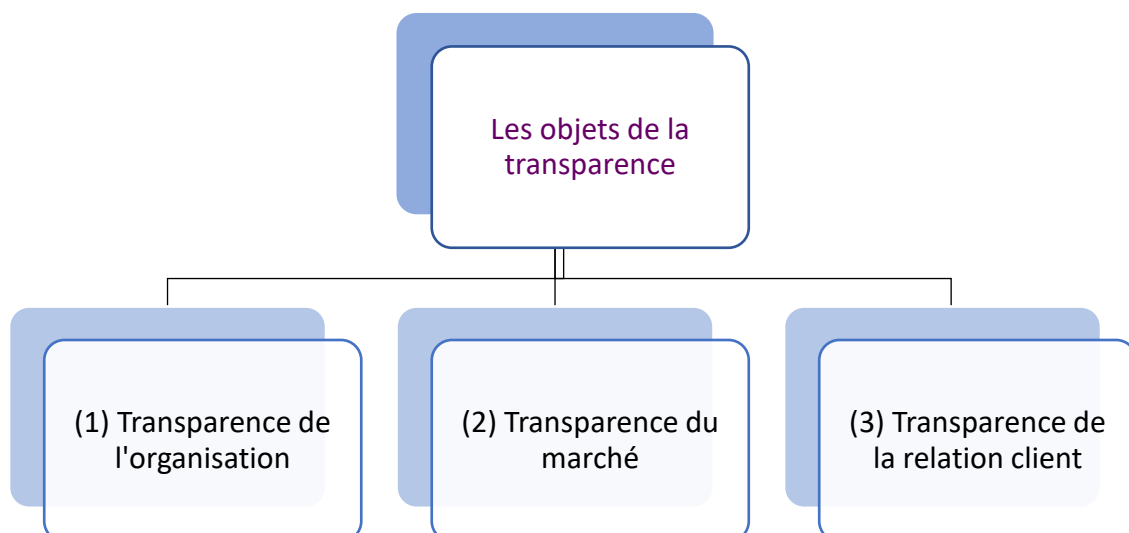 Les objets de la
transparence
(1) Transparence de
l'organisation
(2) Transparence du
marché
(3) Transparence de
la relation client